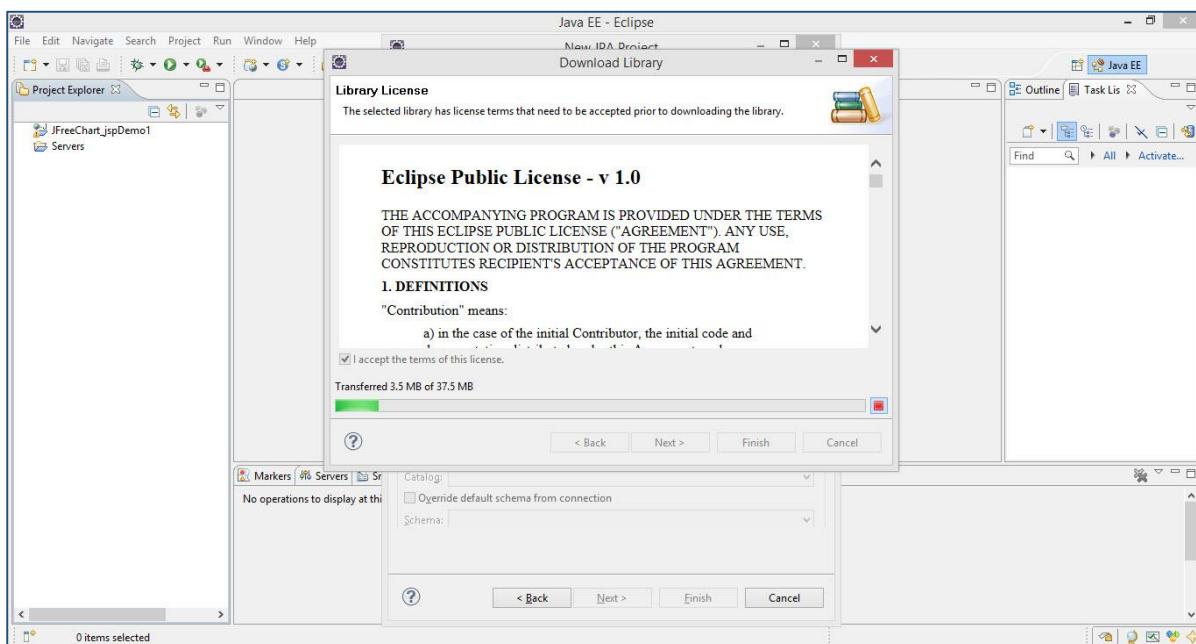 Java EE - Eclipse
File Edit Navigate Search Project Run Window Help
New JPA Project
Download Library
Java EE
Project Explorer
JFreeChart_jspDemo1
Servers
Library License
The selected library has license terms that need to be accepted prior to downloading the library.
Eclipse Public License - v 1.0
THE ACCOMPANYING PROGRAM IS PROVIDED UNDER THE TERMS
OF THIS ECLIPSE PUBLIC LICENSE ("AGREEMENT"). ANY USE,
REPRODUCTION OR DISTRIBUTION OF THE PROGRAM
CONSTITUTES RECIPIENT'S ACCEPTANCE OF THIS AGREEMENT.
1. DEFINITIONS
"Contribution" means:
a) in the case of the initial Contributor, the initial code and
I accept the terms of this license.
Transferred 3.5 MB of 37.5 MB
< Back Next > Finish Cancel
Outline Task Lis
Find All Activate...
Markers Servers Sr
No operations to display at thi
Catalog:
Override default schema from connection
Schema:
< Back Next > Finish Cancel
0 items selected